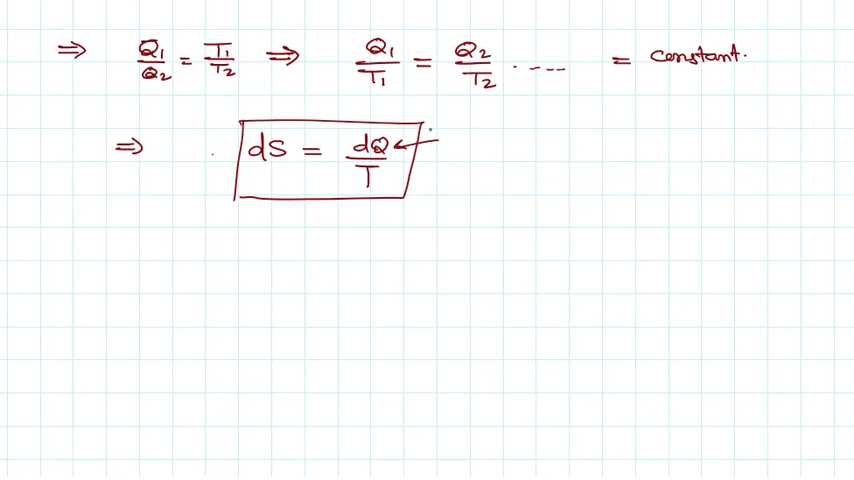 ⇒ Q1/Q2 = T1/T2 ⇒ Q1/T1 = Q2/T2 ..---- = constant.
⇒ dS = dQ/T